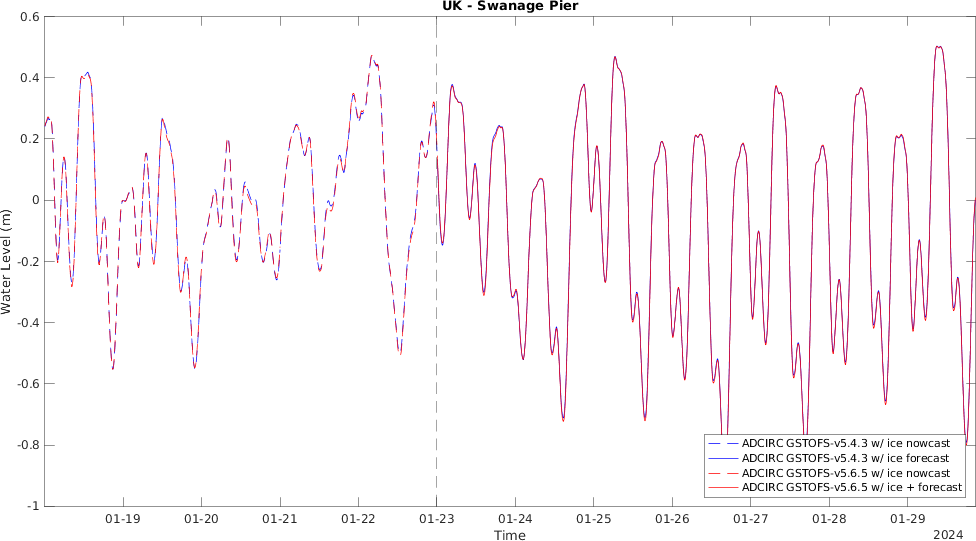 UK - Swanage Pier
0.6
0.4
0.2
0
-0.2
-0.4
-0.6
-0.8
-1
Water Level (m)
ADCIRC GSTOFS-v5.4.3 w/ ice nowcast
ADCIRC GSTOFS-v5.4.3 w/ ice forecast
ADCIRC GSTOFS-v5.6.5 w/ ice nowcast
ADCIRC GSTOFS-v5.6.5 w/ ice + forecast
01-19 01-20 01-21 01-22 01-23 01-24 01-25 01-26 01-27 01-28 01-29
Time
2024